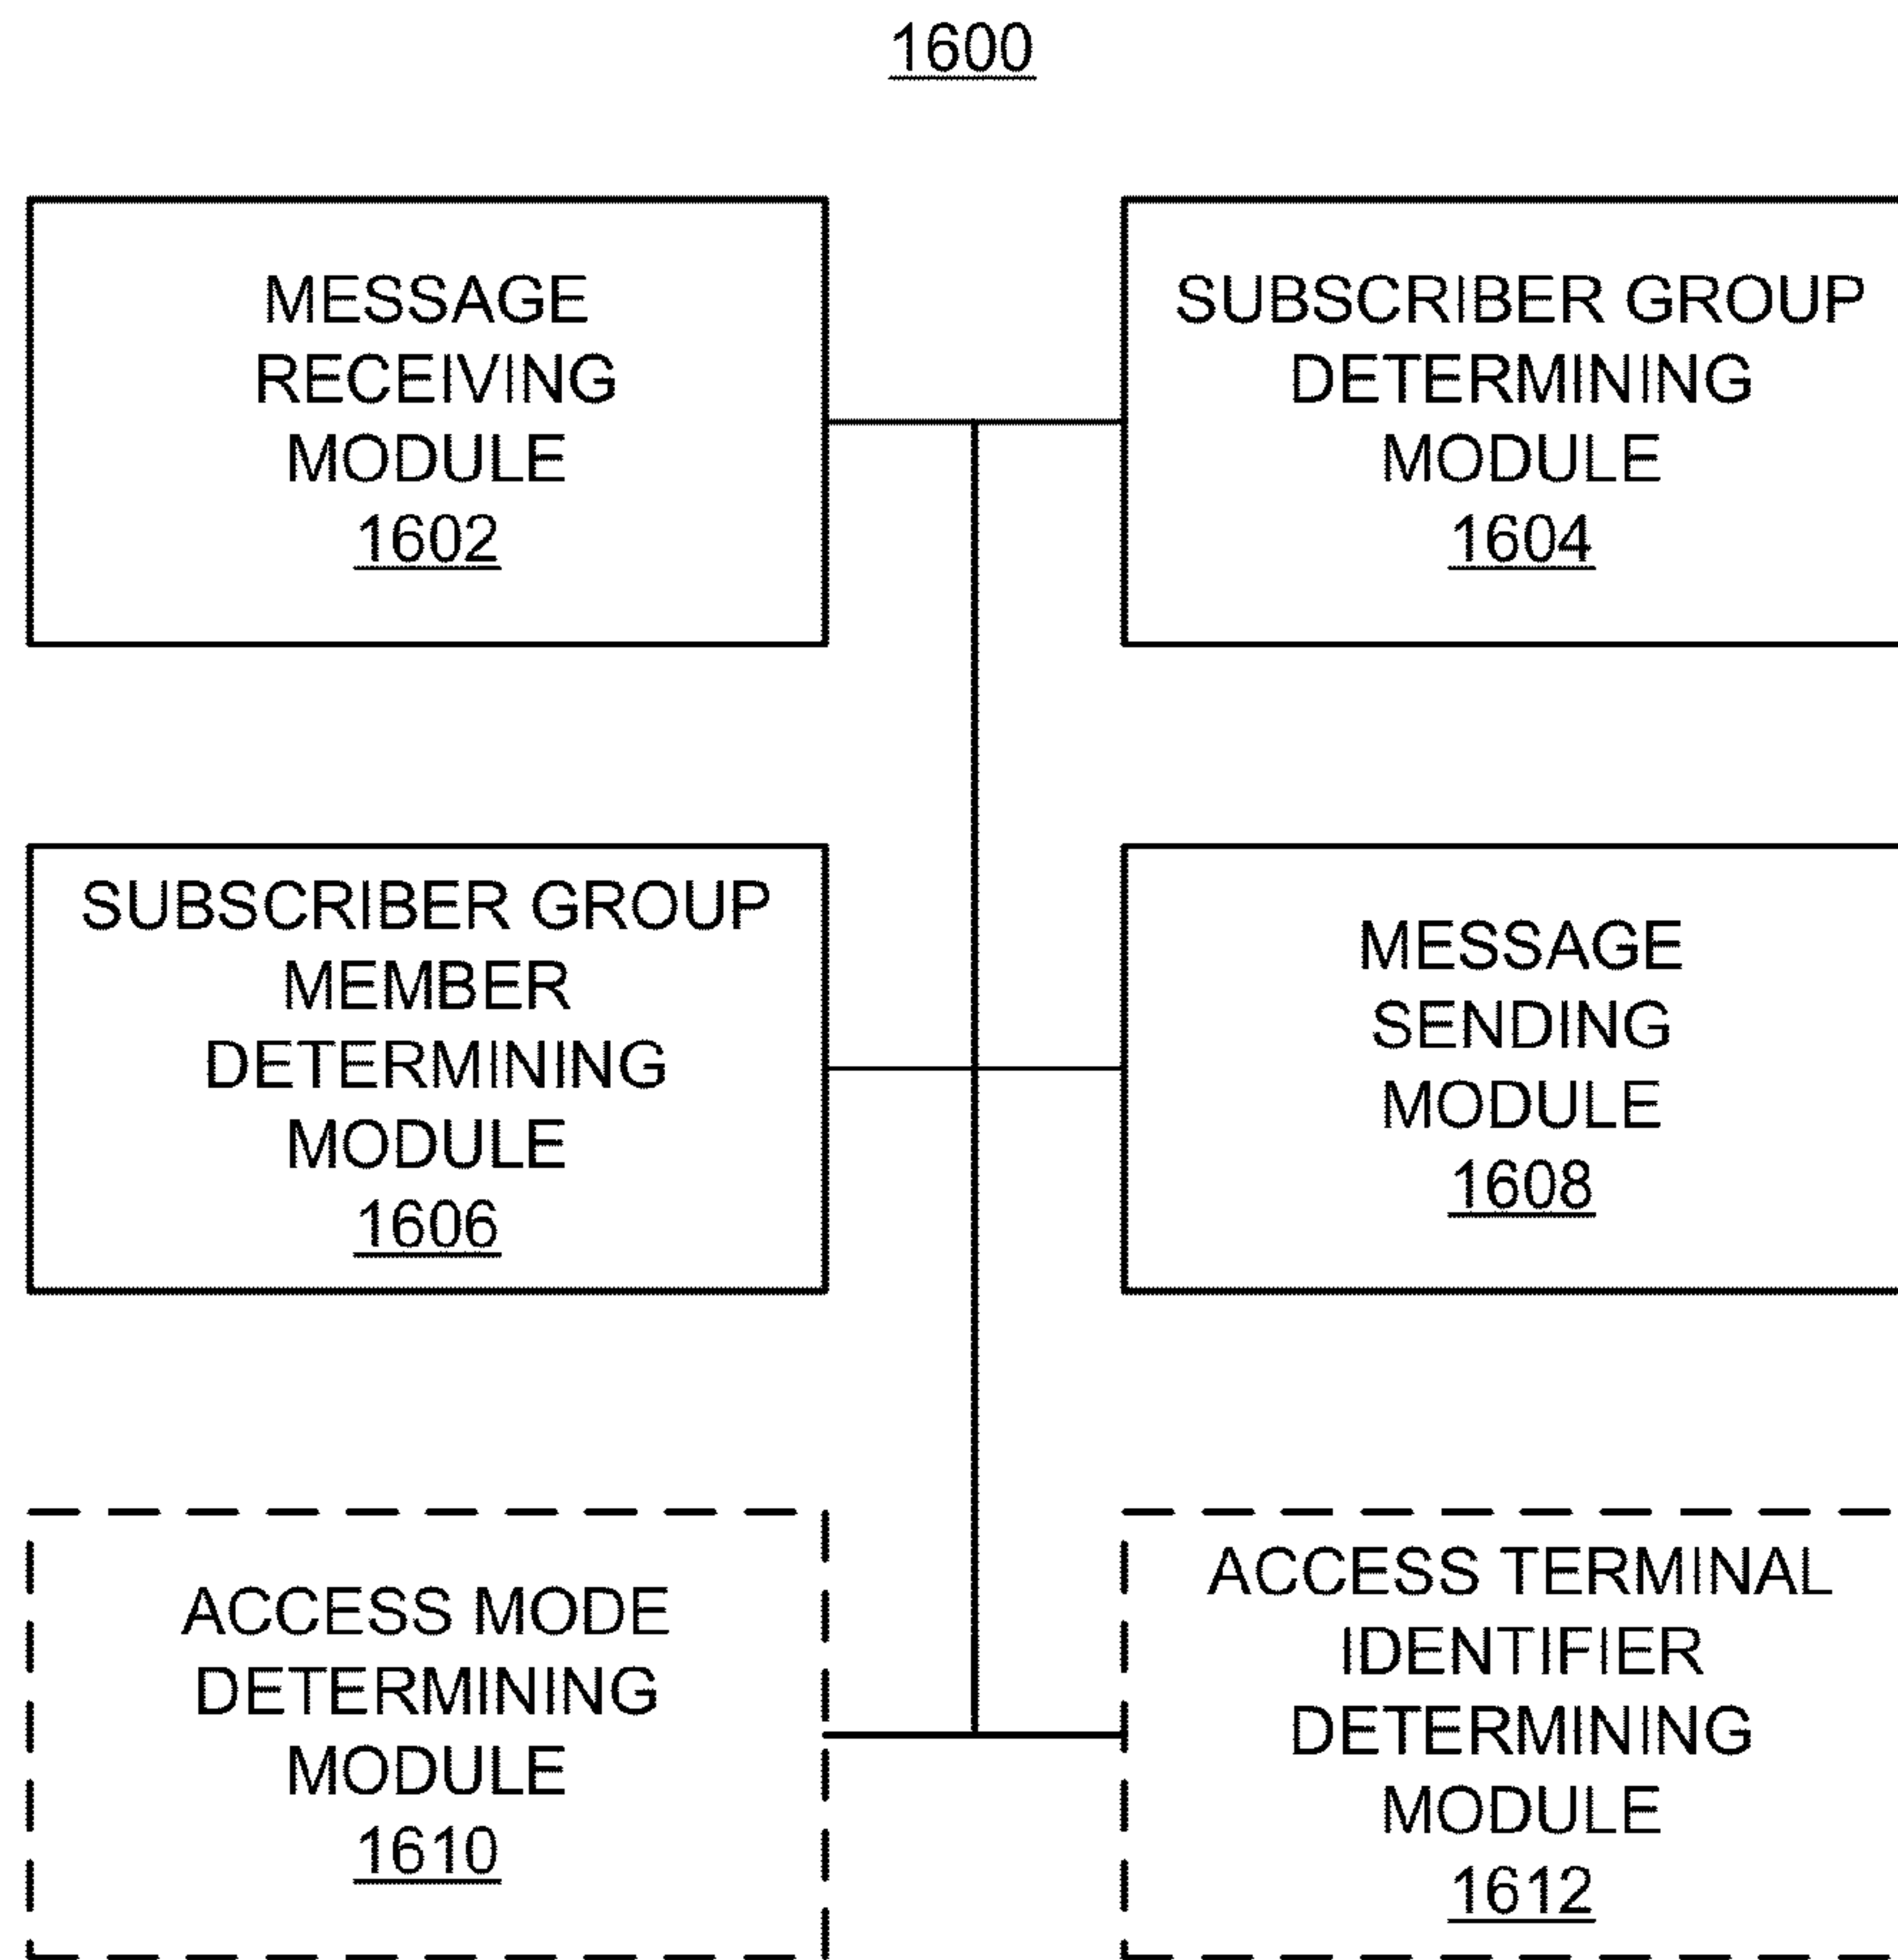 1600
MESSAGE
RECEIVING
MODULE
1602
SUBSCRIBER GROUP
DETERMINING
MODULE
1604
SUBSCRIBER GROUP
MEMBER
DETERMINING
MODULE
1606
MESSAGE
SENDING
MODULE
1608
ACCESS MODE
DETERMINING
MODULE
1610
ACCESS TERMINAL
IDENTIFIER
DETERMINING
MODULE
1612